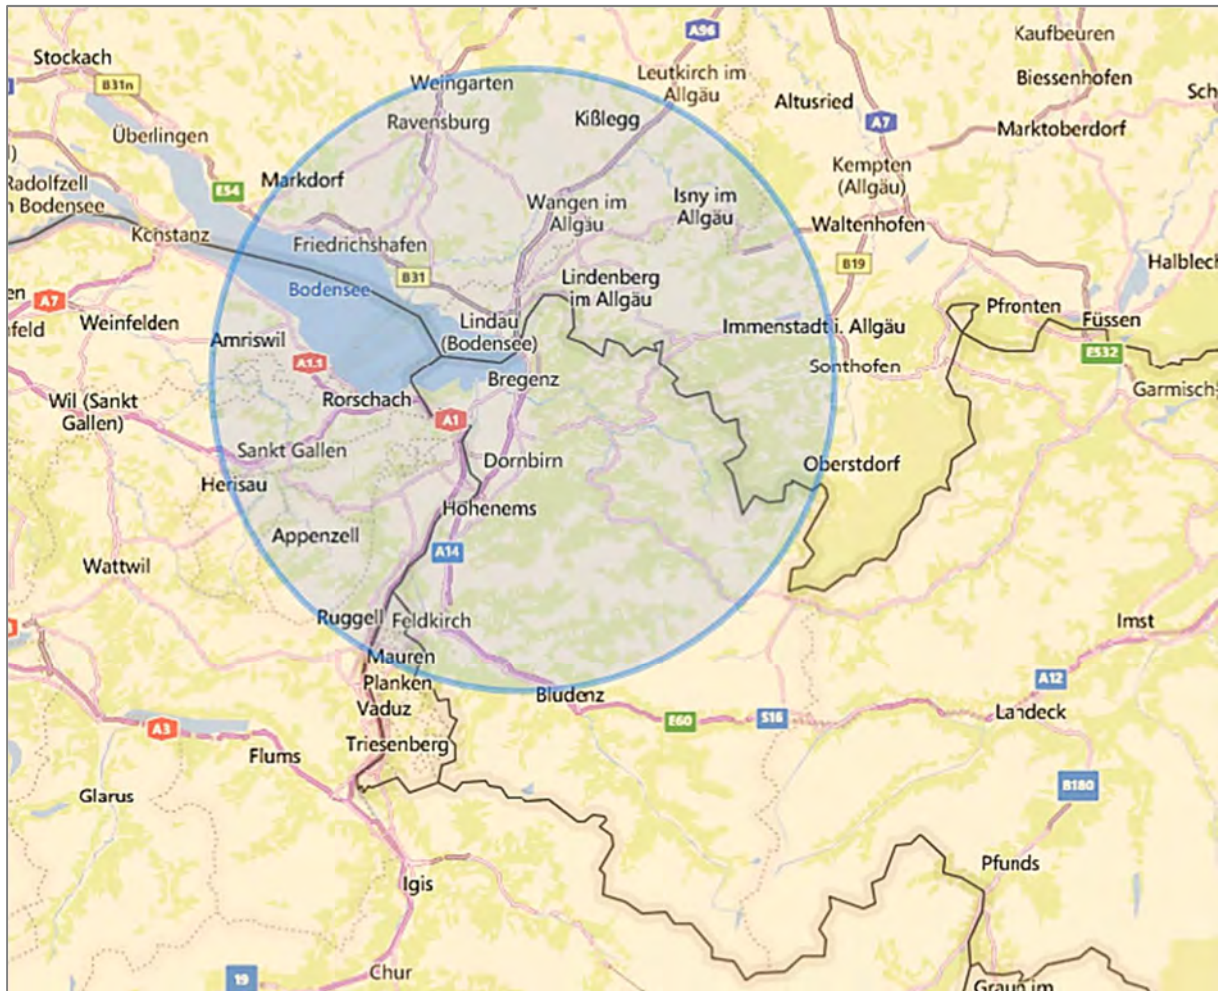 Kaufbeuren
A96
Stockach
Leutkirch im
Allgäu
Biessenhofen
B31n
Weingarten
Altusried
Sch
Kißlegg
Ravensburg
A7
Marktoberdorf
Überlingen
Kempten
(Allgäu)
Radolfzell
n Bodensee
E54
Markdorf
Isny im
Allgäu
Wangen im
Allgäu
Waltenhofen
Konstanz
Friedrichshafen
B19
Halblech
B31
Lindenberg
im Allgäu
Bodensee
en
A7
Pfronten
Füssen
nfeld
Weinfelden
Lindau
(Bodensee)
Immenstadt i. Allgäu
Amriswil
A1.1
E532
Sonthofen
Bregenz
Garmisch-
Wil (Sankt
Gallen)
Rorschach
A1
Sankt Gallen
Dornbirn
Oberstdorf
Herisau
Hohenems
Appenzell
A14
Wattwil
Ruggell
Feldkirch
Imst
Mauren
Planken
Bludenz
A12
Vaduz
E60
S16
Landeck
A3
Triesenberg
Flums
B180
Glarus
Pfunds
Igis
Chur
19
Graun im